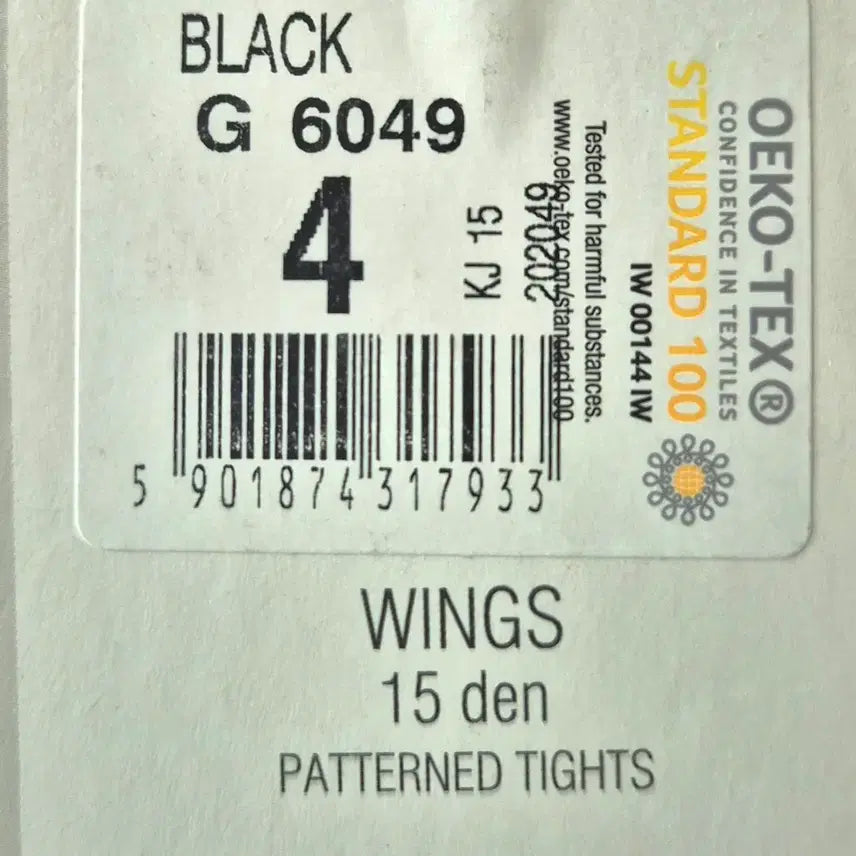 BLACK
G 6049
4
KJ 15
202049
Tested for harmful substances.
www.oeko-tex.com/standard100
IW 00144 IW
STANDARD 100
CONFIDENCE IN TEXTILES
OEKO-TEX®
5 901874 317933
WINGS
15 den
PATTERNED TIGHTS